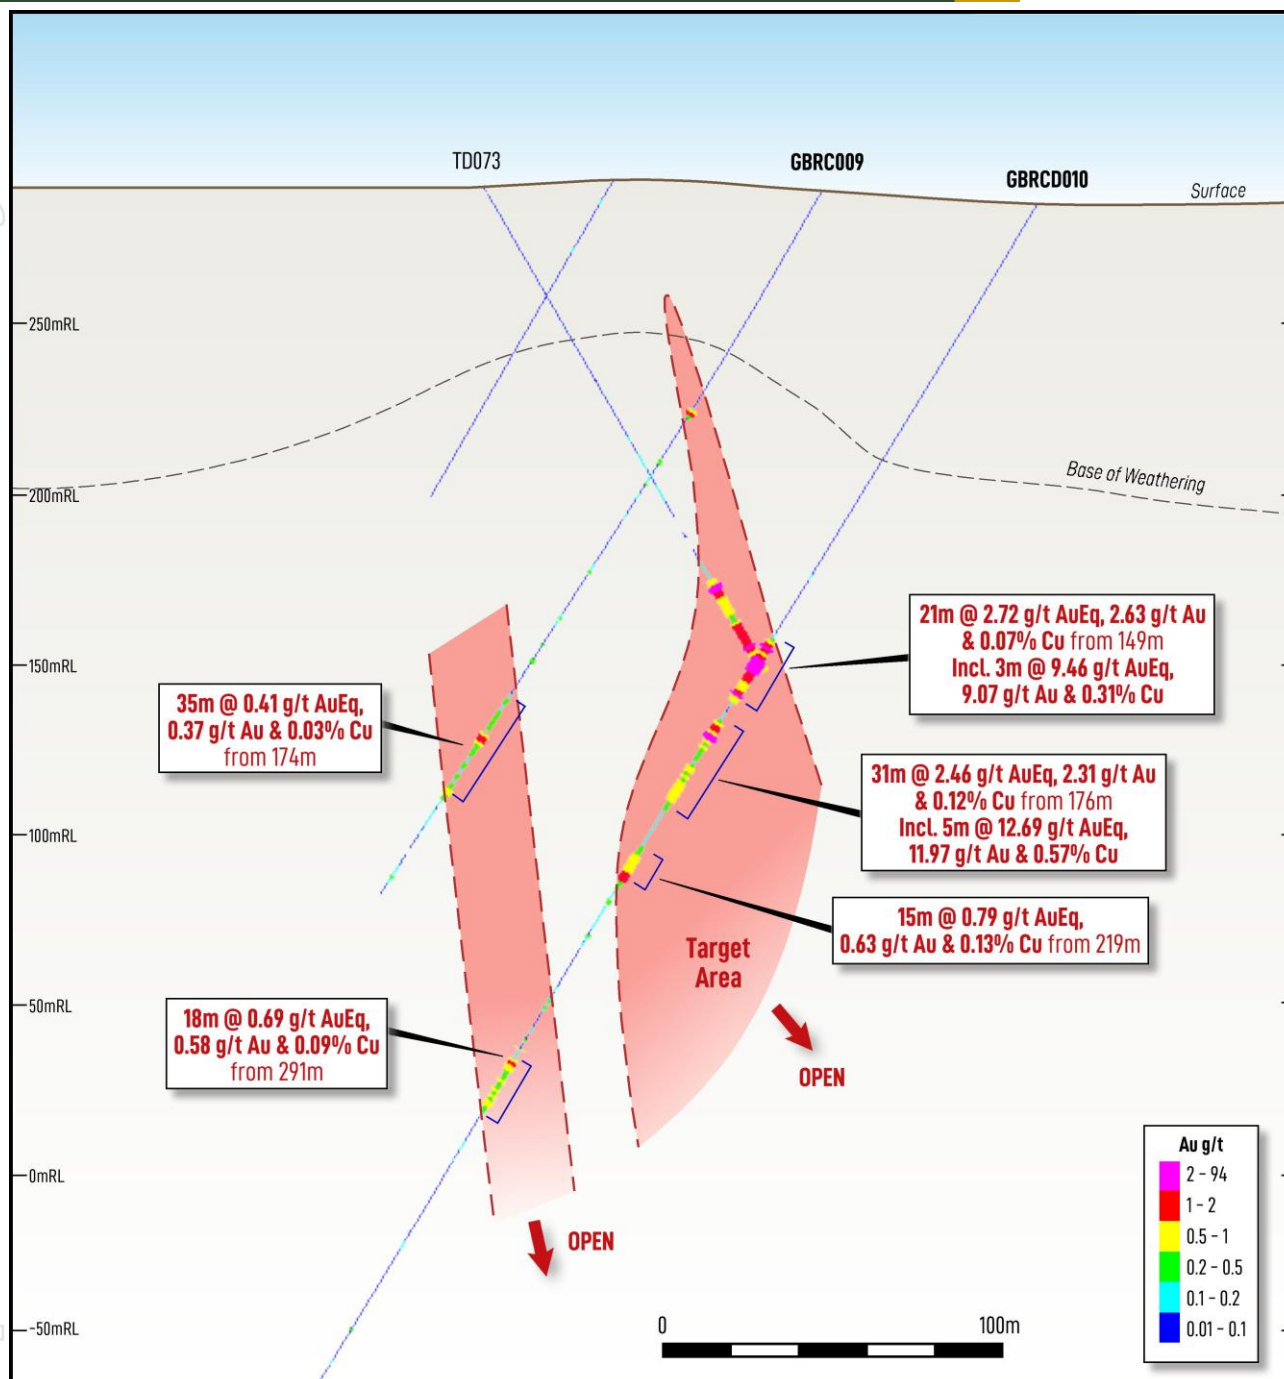 TD073
GBRC009
GBRCD010
Surface
250mRL
Base of Weathering
200mRL
21m @ 2.72 g/t AuEq, 2.63 g/t Au
& 0.07% Cu from 149m
Incl. 3m @ 9.46 g/t AuEq,
9.07 g/t Au & 0.31% Cu
150mRL
35m @ 0.41 g/t AuEq,
0.37 g/t Au & 0.03% Cu
from 174m
31m @ 2.46 g/t AuEq, 2.31 g/t Au
& 0.12% Cu from 176m
Incl. 5m @ 12.69 g/t AuEq,
11.97 g/t Au & 0.57% Cu
100mRL
15m @ 0.79 g/t AuEq,
0.63 g/t Au & 0.13% Cu from 219m
Target
Area
50mRL
18m @ 0.69 g/t AuEq,
0.58 g/t Au & 0.09% Cu
from 291m
OPEN
0mRL
OPEN
-50mRL
0 100m
Au g/t
2 - 94
1 - 2
0.5 - 1
0.2 - 0.5
0.1 - 0.2
0.01 - 0.1